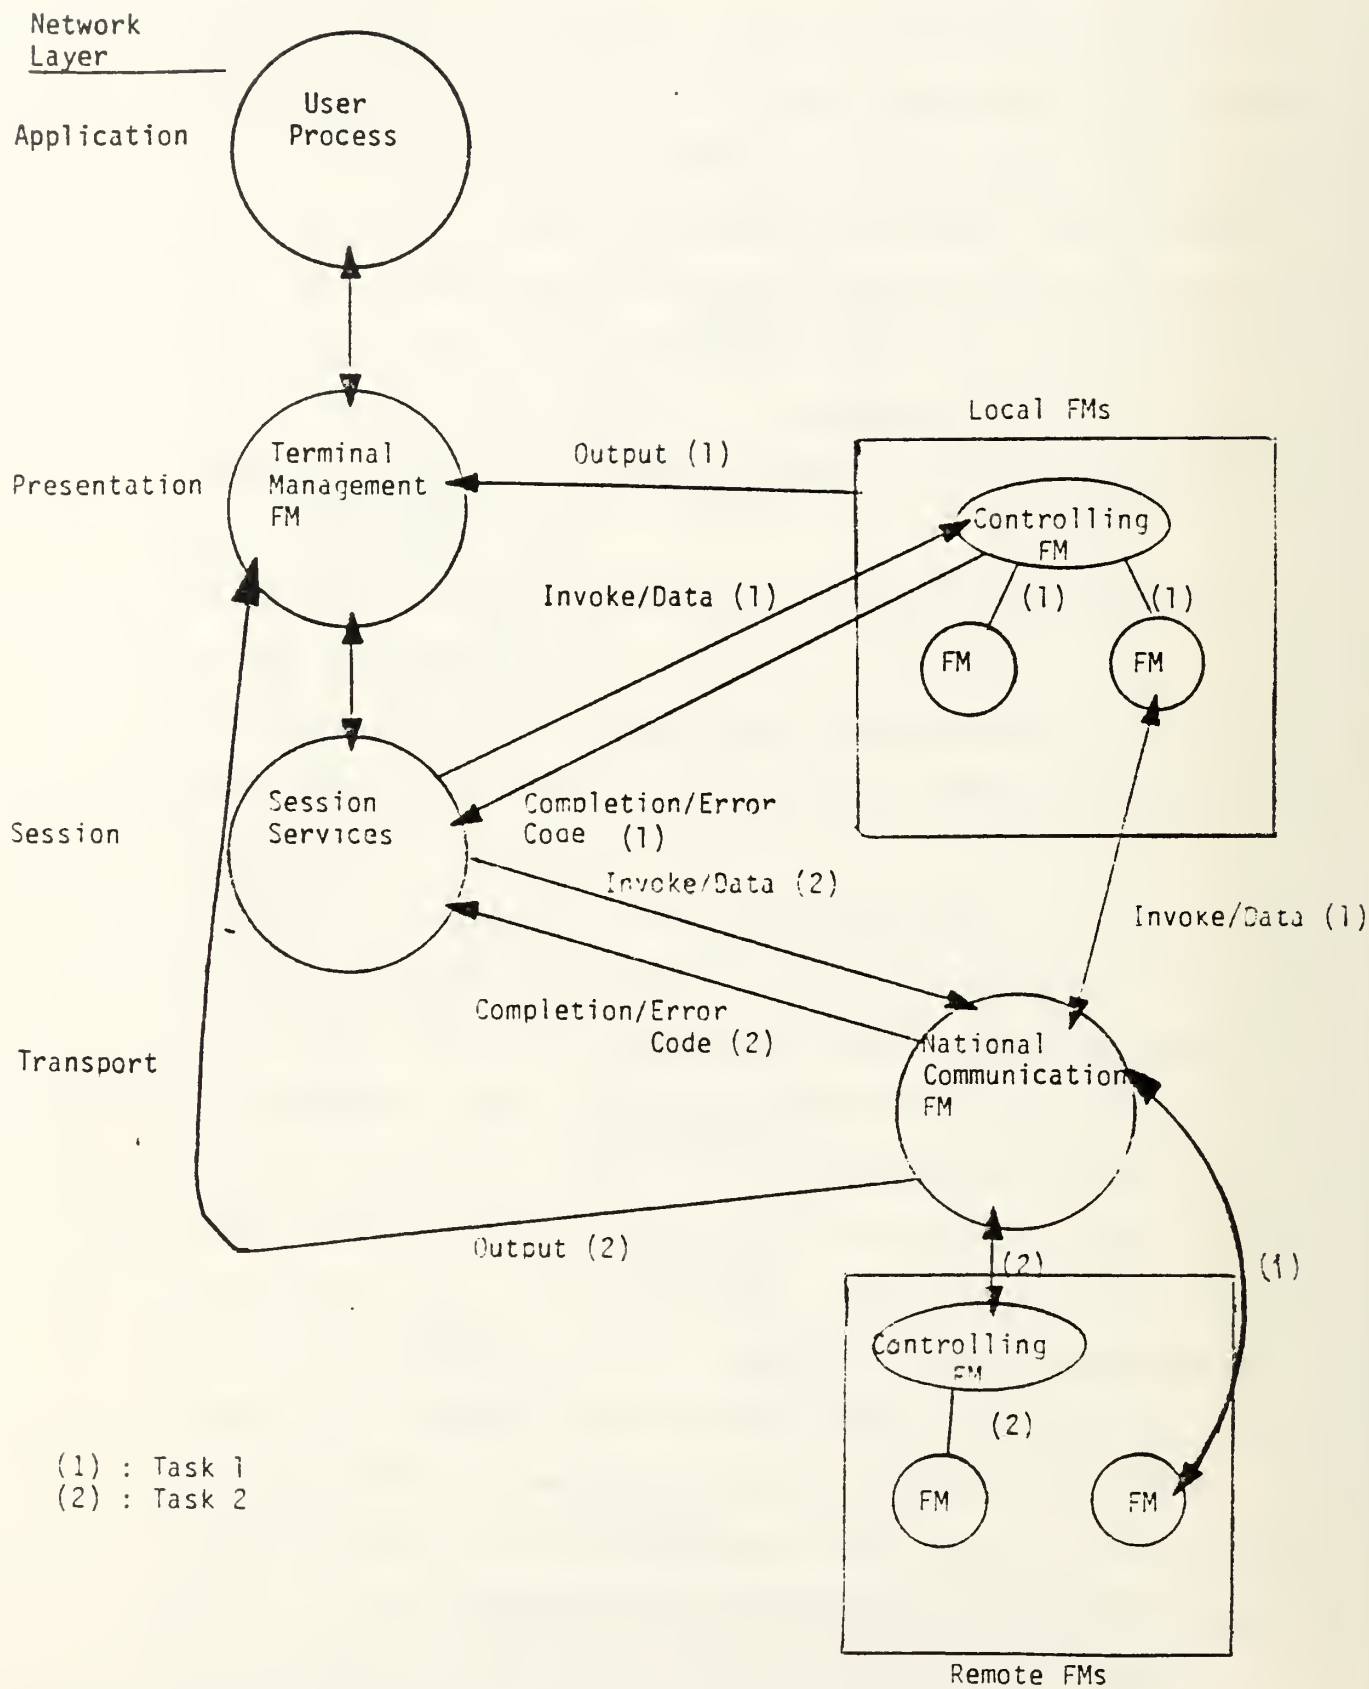 Network
Layer
User
Process
Application
Local FMs
Terminal
Management
FM
Presentation
Output (1)
Controlling
FM
Invoke/Data (1)
(1)
(1)
FM
FM
Session
Services
Session
Completion/Error
Code (1)
Invoke/Data (2)
Invoke/Data (1)
Completion/Error
Code (2)
National
Communication
FM
Transport
Output (2)
(2)
(1)
Controlling
FM
(2)
FM
FM
(1) : Task 1
(2) : Task 2
Remote FMs